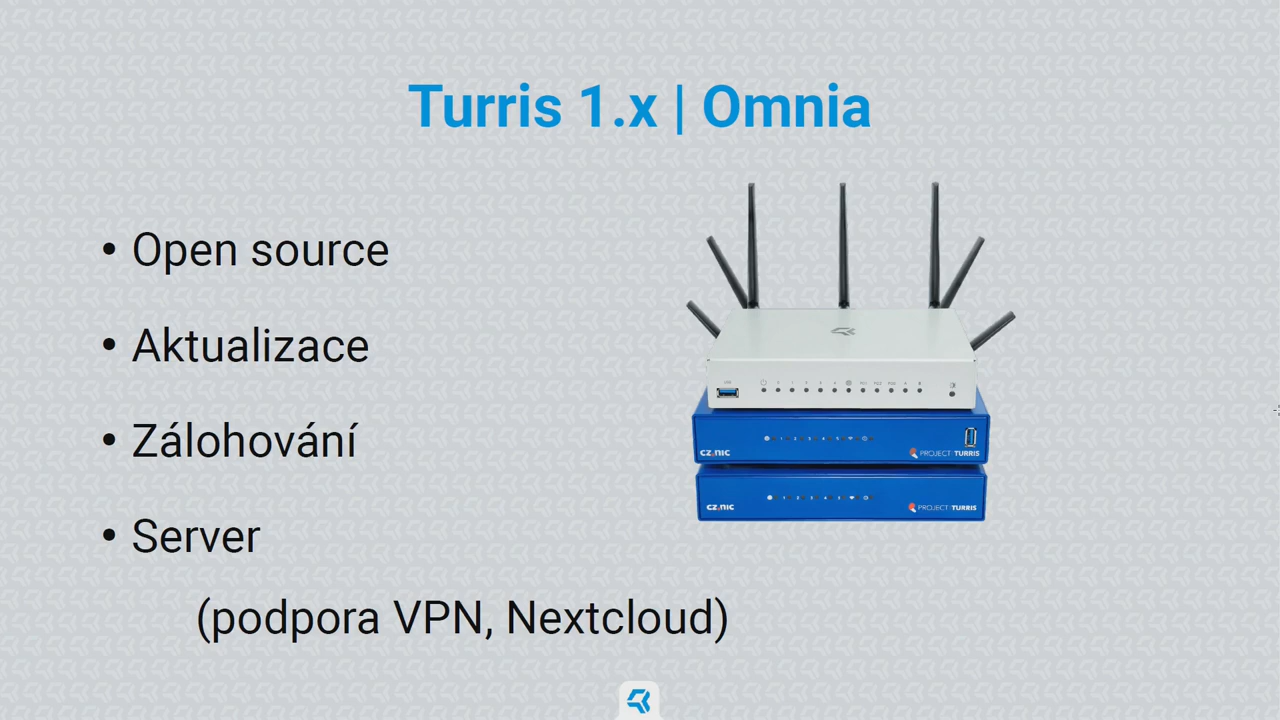 Turris 1.x | Omnia
• Open source
• Aktualizace
• Zálohování
• Server
(podpora VPN, Nextcloud)
CZ.NIC
PROJECT TURRIS
CZ.NIC
PROJECT TURRIS